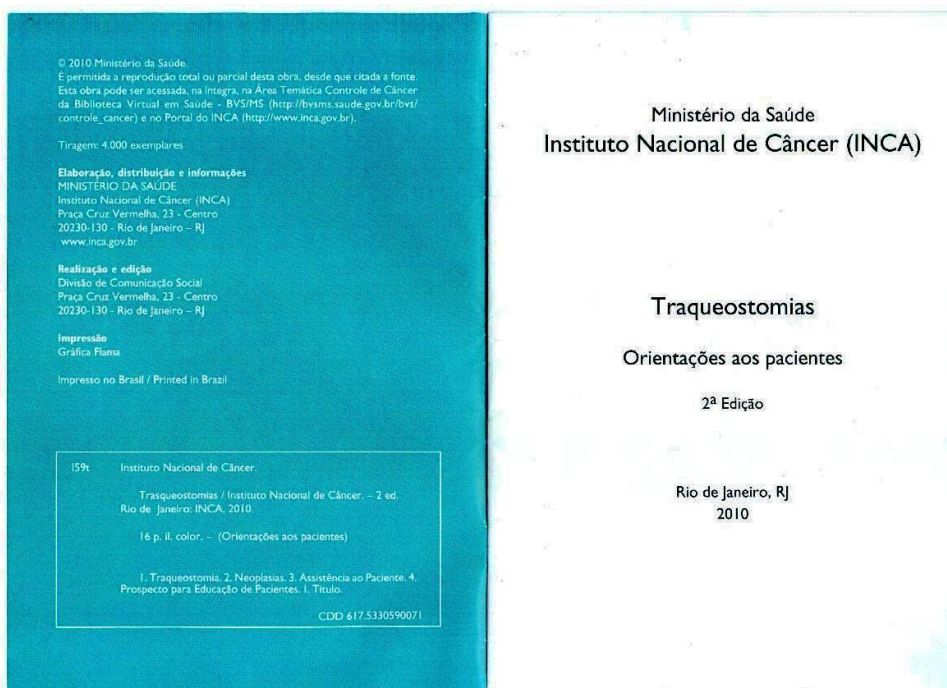 © 2010 Ministério da Saúde.
É permitida a reprodução total ou parcial desta obra, desde que citada a fonte.
Esta obra pode ser acessada, na íntegra, na Área Temática Controle de Câncer
da Biblioteca Virtual em Saúde - BVS/MS (http://bvsms.saude.gov.br/bvs/
controle_cancer) e no Portal do INCA (http://www.inca.gov.br).
Tiragem: 4.000 exemplares
Elaboração, distribuição e informações
MINISTÉRIO DA SAÚDE
Instituto Nacional de Câncer (INCA)
Praça Cruz Vermelha, 23 - Centro
20230-130 - Rio de Janeiro – RJ
www.inca.gov.br
Realização e edição
Divisão de Comunicação Social
Praça Cruz Vermelha, 23 - Centro
20230-130 - Rio de Janeiro – RJ
Impressão
Gráfica Flama
Impresso no Brasil / Printed in Brazil
I59t Instituto Nacional de Câncer.
Trasqueostomias / Instituto Nacional de Câncer. – 2 ed.
Rio de Janeiro: INCA, 2010.
16 p. il. color. – (Orientações aos pacientes)
1. Traqueostomia. 2. Neoplasias. 3. Assistência ao Paciente. 4.
Prospecto para Educação de Pacientes. I. Título.
CDD 617.5330590071
Ministério da Saúde
Instituto Nacional de Câncer (INCA)
Traqueostomias
Orientações aos pacientes
2ª Edição
Rio de Janeiro, RJ
2010